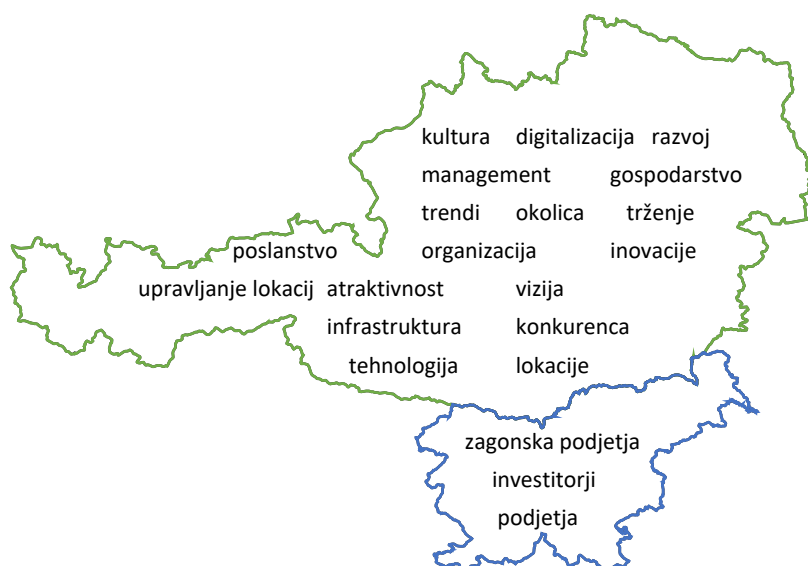 kultura digitalizacija razvoj
management gospodarstvo
trendi okolica trženje
poslanstvo organizacija inovacije
upravljanje lokacij atraktivnost vizija
infrastruktura konkurenca
tehnologija lokacije
zagonska podjetja
investitorji
podjetja